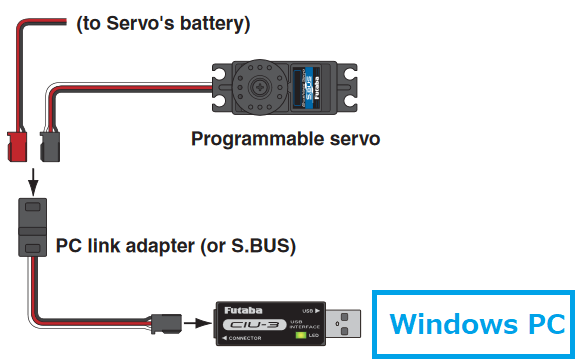 (to Servo's battery)
S.BUS
Futaba
Programmable servo
PC link adapter (or S.BUS)
Futaba
USB ▶
CIU-3
USB
INTERFACE
LED
◀ CONNECTOR
Windows PC